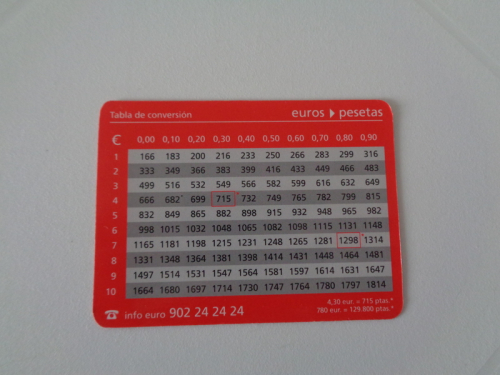 Tabla de conversión euros pesetas
€ 0,00 0,10 0,20 0,30 0,40 0,50 0,60 0,70 0,80 0,90
1 166 183 200 216 233 250 266 283 299 316
2 333 349 366 383 399 416 433 449 466 483
3 499 516 532 549 566 582 599 616 632 649
4 666 682 699 715 732 749 765 782 799 815
5 832 849 865 882 898 915 932 948 965 982
6 998 1015 1032 1048 1065 1082 1098 1115 1131 1148
7 1165 1181 1198 1215 1231 1248 1265 1281 1298 1314
8 1331 1348 1364 1381 1398 1414 1431 1448 1464 1481
9 1497 1514 1531 1547 1564 1581 1597 1614 1631 1647
10 1664 1680 1697 1714 1730 1747 1764 1780 1797 1814
4,30 eur. = 715 ptas.*
info euro 902 24 24 24 780 eur. = 129.800 ptas.*